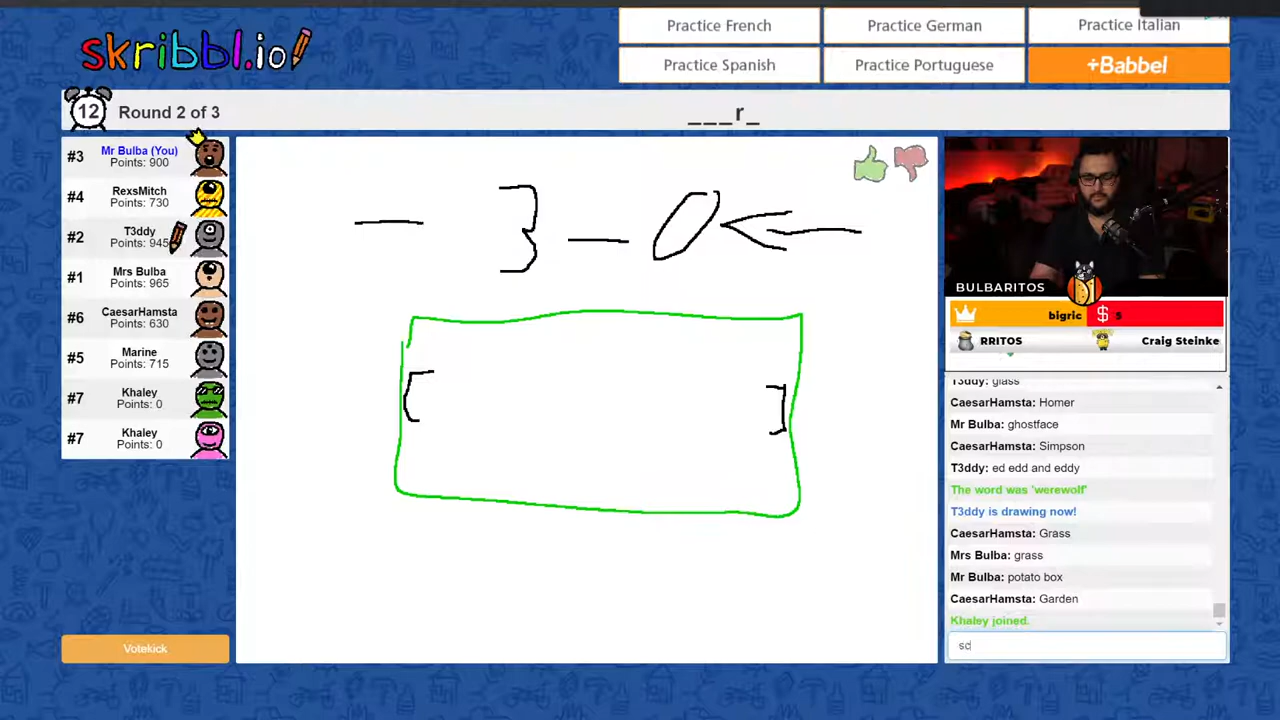 Practice French
Practice German
Practice Italian
skribbl.io
Practice Spanish
Practice Portuguese
+Babbel
12
Round 2 of 3
___r_
#3 Mr Bulba (You)
Points: 900
#4 RexsMitch
Points: 730
#2 T3ddy
Points: 945
#1 Mrs Bulba
Points: 965
#6 CaesarHamsta
Points: 630
#5 Marine
Points: 715
#7 Khaley
Points: 0
#7 Khaley
Points: 0
Votekick
— 3 — 0
BULBARITOS
bigric $ 5
RRITOS Craig Steinke
T3ddy: glass
CaesarHamsta: Homer
Mr Bulba: ghostface
CaesarHamsta: Simpson
T3ddy: ed edd and eddy
The word was 'werewolf'
T3ddy is drawing now!
CaesarHamsta: Grass
Mrs Bulba: grass
Mr Bulba: potato box
CaesarHamsta: Garden
Khaley joined.
sc